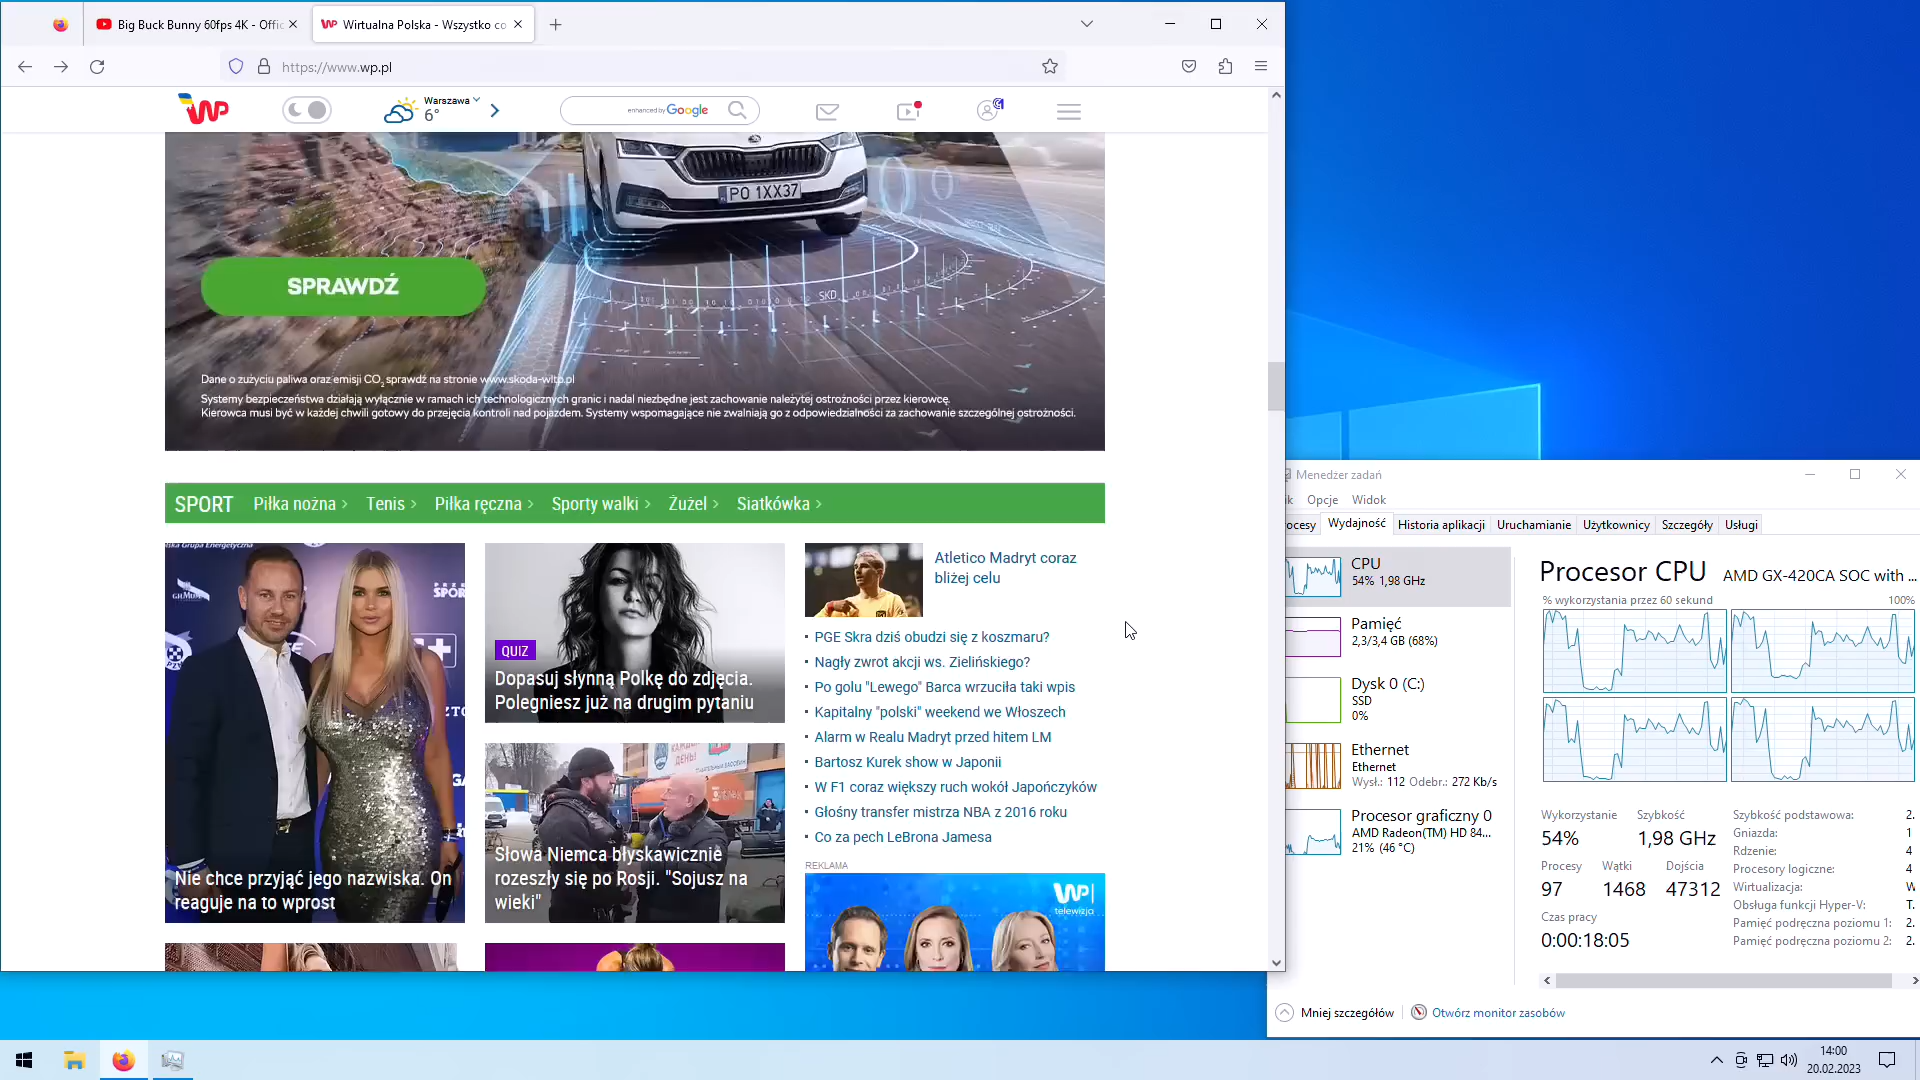 Big Buck Bunny 60fps 4K - Offic
Wirtualna Polska - Wszystko co
https://www.wp.pl
WP
Warszawa
6°
enhanced by Google
PO 1XX37
SKD
SPRAWDŹ
Dane o zużyciu paliwa oraz emisji CO2 sprawdź na stronie www.skoda-wltp.pl
Systemy bezpieczeństwa działają wyłącznie w ramach ich technologicznych granic i nadal niezbędne jest zachowanie należytej ostrożności przez kierowcę.
Kierowca musi być w każdej chwili gotowy do przejęcia kontroli nad pojazdem. Systemy wspomagające nie zwalniają go z odpowiedzialności za zachowanie szczególnej ostrożności.
SPORT Piłka nożna > Tenis > Piłka ręczna > Sporty walki > Żużel > Siatkówka >
Nie chce przyjąć jego nazwiska. On
reaguje na to wprost
QUIZ
Dopasuj słynną Polkę do zdjęcia.
Polegniesz już na drugim pytaniu
Słowa Niemca błyskawicznie
rozeszły się po Rosji. "Sojusz na
wieki"
Atletico Madryt coraz
bliżej celu
PGE Skra dziś obudzi się z koszmaru?
Nagły zwrot akcji ws. Zielińskiego?
Po golu "Lewego" Barca wrzuciła taki wpis
Kapitalny "polski" weekend we Włoszech
Alarm w Realu Madryt przed hitem LM
Bartosz Kurek show w Japonii
W F1 coraz większy ruch wokół Japończyków
Głośny transfer mistrza NBA z 2016 roku
Co za pech LeBrona Jamesa
REKLAMA
WP
telewizja
Menedżer zadań
ik Opcje Widok
ocesy Wydajność Historia aplikacji Uruchamianie Użytkownicy Szczegóły Usługi
CPU
54% 1,98 GHz
Pamięć
2,3/3,4 GB (68%)
Dysk 0 (C:)
SSD
0%
Ethernet
Ethernet
Wysł.: 112 Odebr.: 272 Kb/s
Procesor graficzny 0
AMD Radeon(TM) HD 84...
21% (46 °C)
Procesor CPU AMD GX-420CA SOC with ...
% wykorzystania przez 60 sekund 100%
Wykorzystanie Szybkość
54% 1,98 GHz
Procesy Wątki Dojścia
97 1468 47312
Czas pracy
0:00:18:05
Szybkość podstawowa: 2.
Gniazda: 1
Rdzenie: 4
Procesory logiczne: 4
Wirtualizacja: W
Obsługa funkcji Hyper-V: T.
Pamięć podręczna poziomu 1: 2.
Pamięć podręczna poziomu 2: 2.
Mniej szczegółów Otwórz monitor zasobów
14:00
20.02.2023